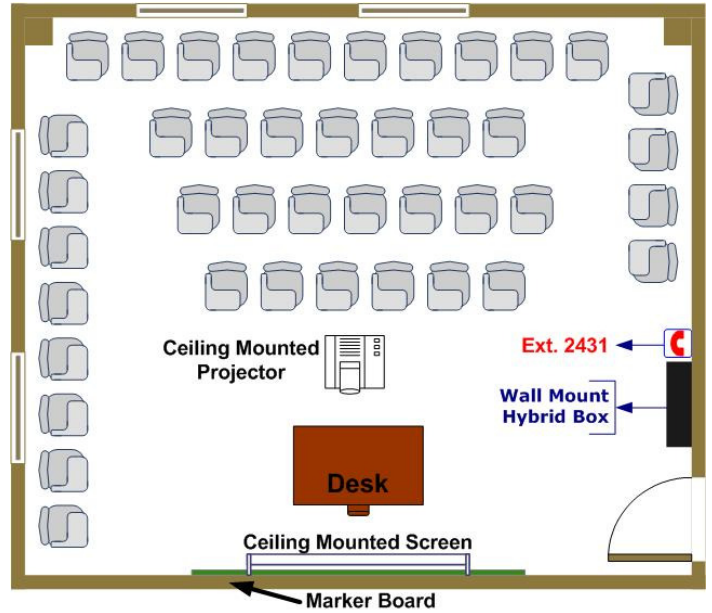 Ceiling Mounted
Projector
Ext. 2431
Wall Mount
Hybrid Box
Desk
Ceiling Mounted Screen
Marker Board